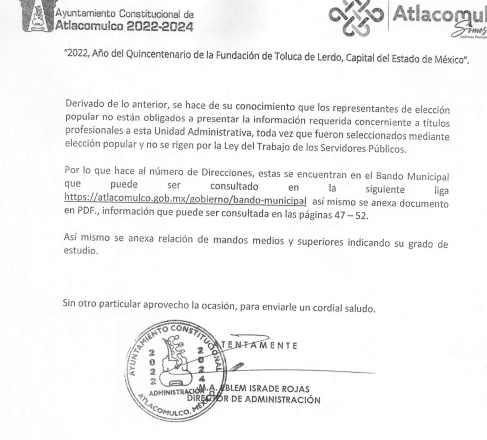 Ayuntamiento Constitucional de
Atlacomulco 2022-2024
Atlacomul
Somos
"2022, Año del Quincentenario de la Fundación de Toluca de Lerdo, Capital del Estado de México".
Derivado de lo anterior, se hace de su conocimiento que los representantes de elección
popular no están obligados a presentar la información requerida concerniente a títulos
profesionales a esta Unidad Administrativa, toda vez que fueron seleccionados mediante
elección popular y no se rigen por la Ley del Trabajo de los Servidores Públicos.
Por lo que hace al número de Direcciones, estas se encuentran en el Bando Municipal
que puede ser consultado en la siguiente liga
https://atlacomulco.gob.mx/gobierno/bando-municipal así mismo se anexa documento
en PDF., información que puede ser consultada en las páginas 47 – 52.
Así mismo se anexa relación de mandos medios y superiores indicando su grado de
estudio.
Sin otro particular aprovecho la ocasión, para enviarle un cordial saludo.
ATENTAMENTE
AYUNTAMIENTO CONSTITUCIONAL
2022 2024
ADMINISTRACIÓN
ATLACOMULCO, MÉX.
M.A. EBLEM ISRADE ROJAS
DIRECTOR DE ADMINISTRACIÓN